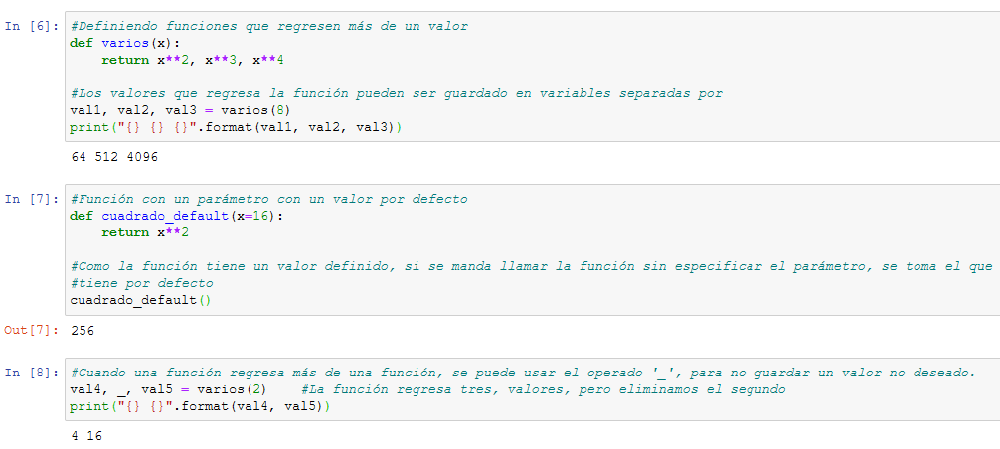 In [6]: #Definiendo funciones que regresen más de un valor
def varios(x):
    return x**2, x**3, x**4
#Los valores que regresa la función pueden ser guardado en variables separadas por
val1, val2, val3 = varios(8)
print("{} {} {}".format(val1, val2, val3))
64 512 4096
In [7]: #Función con un parámetro con un valor por defecto
def cuadrado_default(x=16):
    return x**2
#Como la función tiene un valor definido, si se manda llamar la función sin especificar el parámetro, se toma el que
#tiene por defecto
cuadrado_default()
Out[7]: 256
In [8]: #Cuando una función regresa más de una función, se puede usar el operado '_', para no guardar un valor no deseado.
val4, _, val5 = varios(2)    #La función regresa tres, valores, pero eliminamos el segundo
print("{} {}".format(val4, val5))
4 16